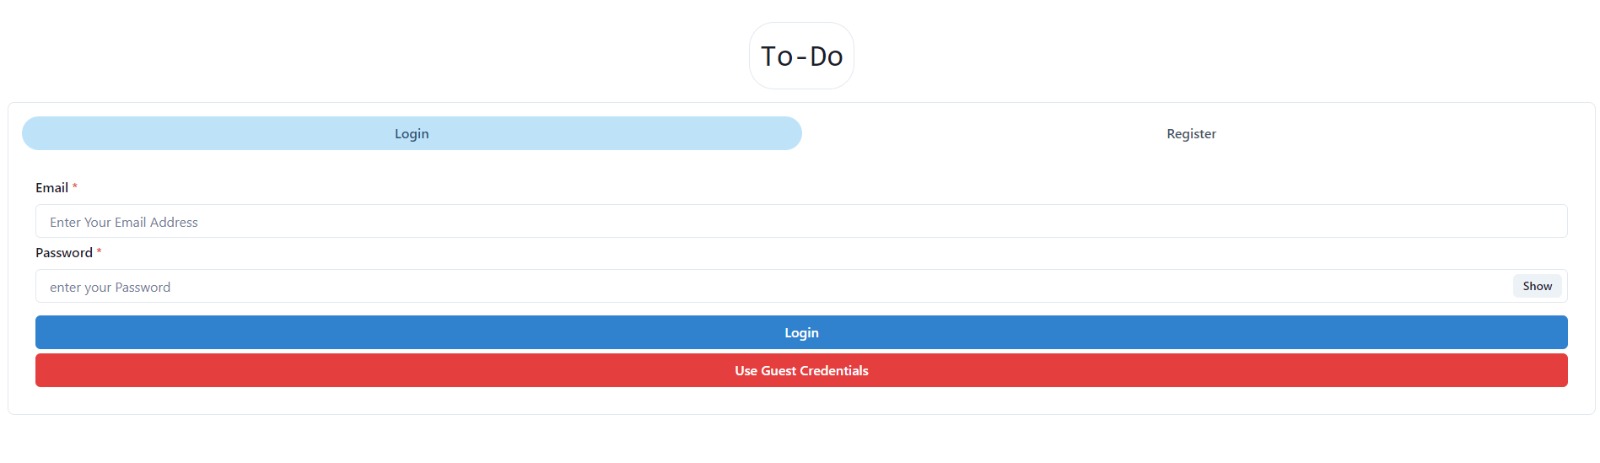 To-Do
Login Register
Email *
Enter Your Email Address
Password *
enter your Password Show
Login
Use Guest Credentials